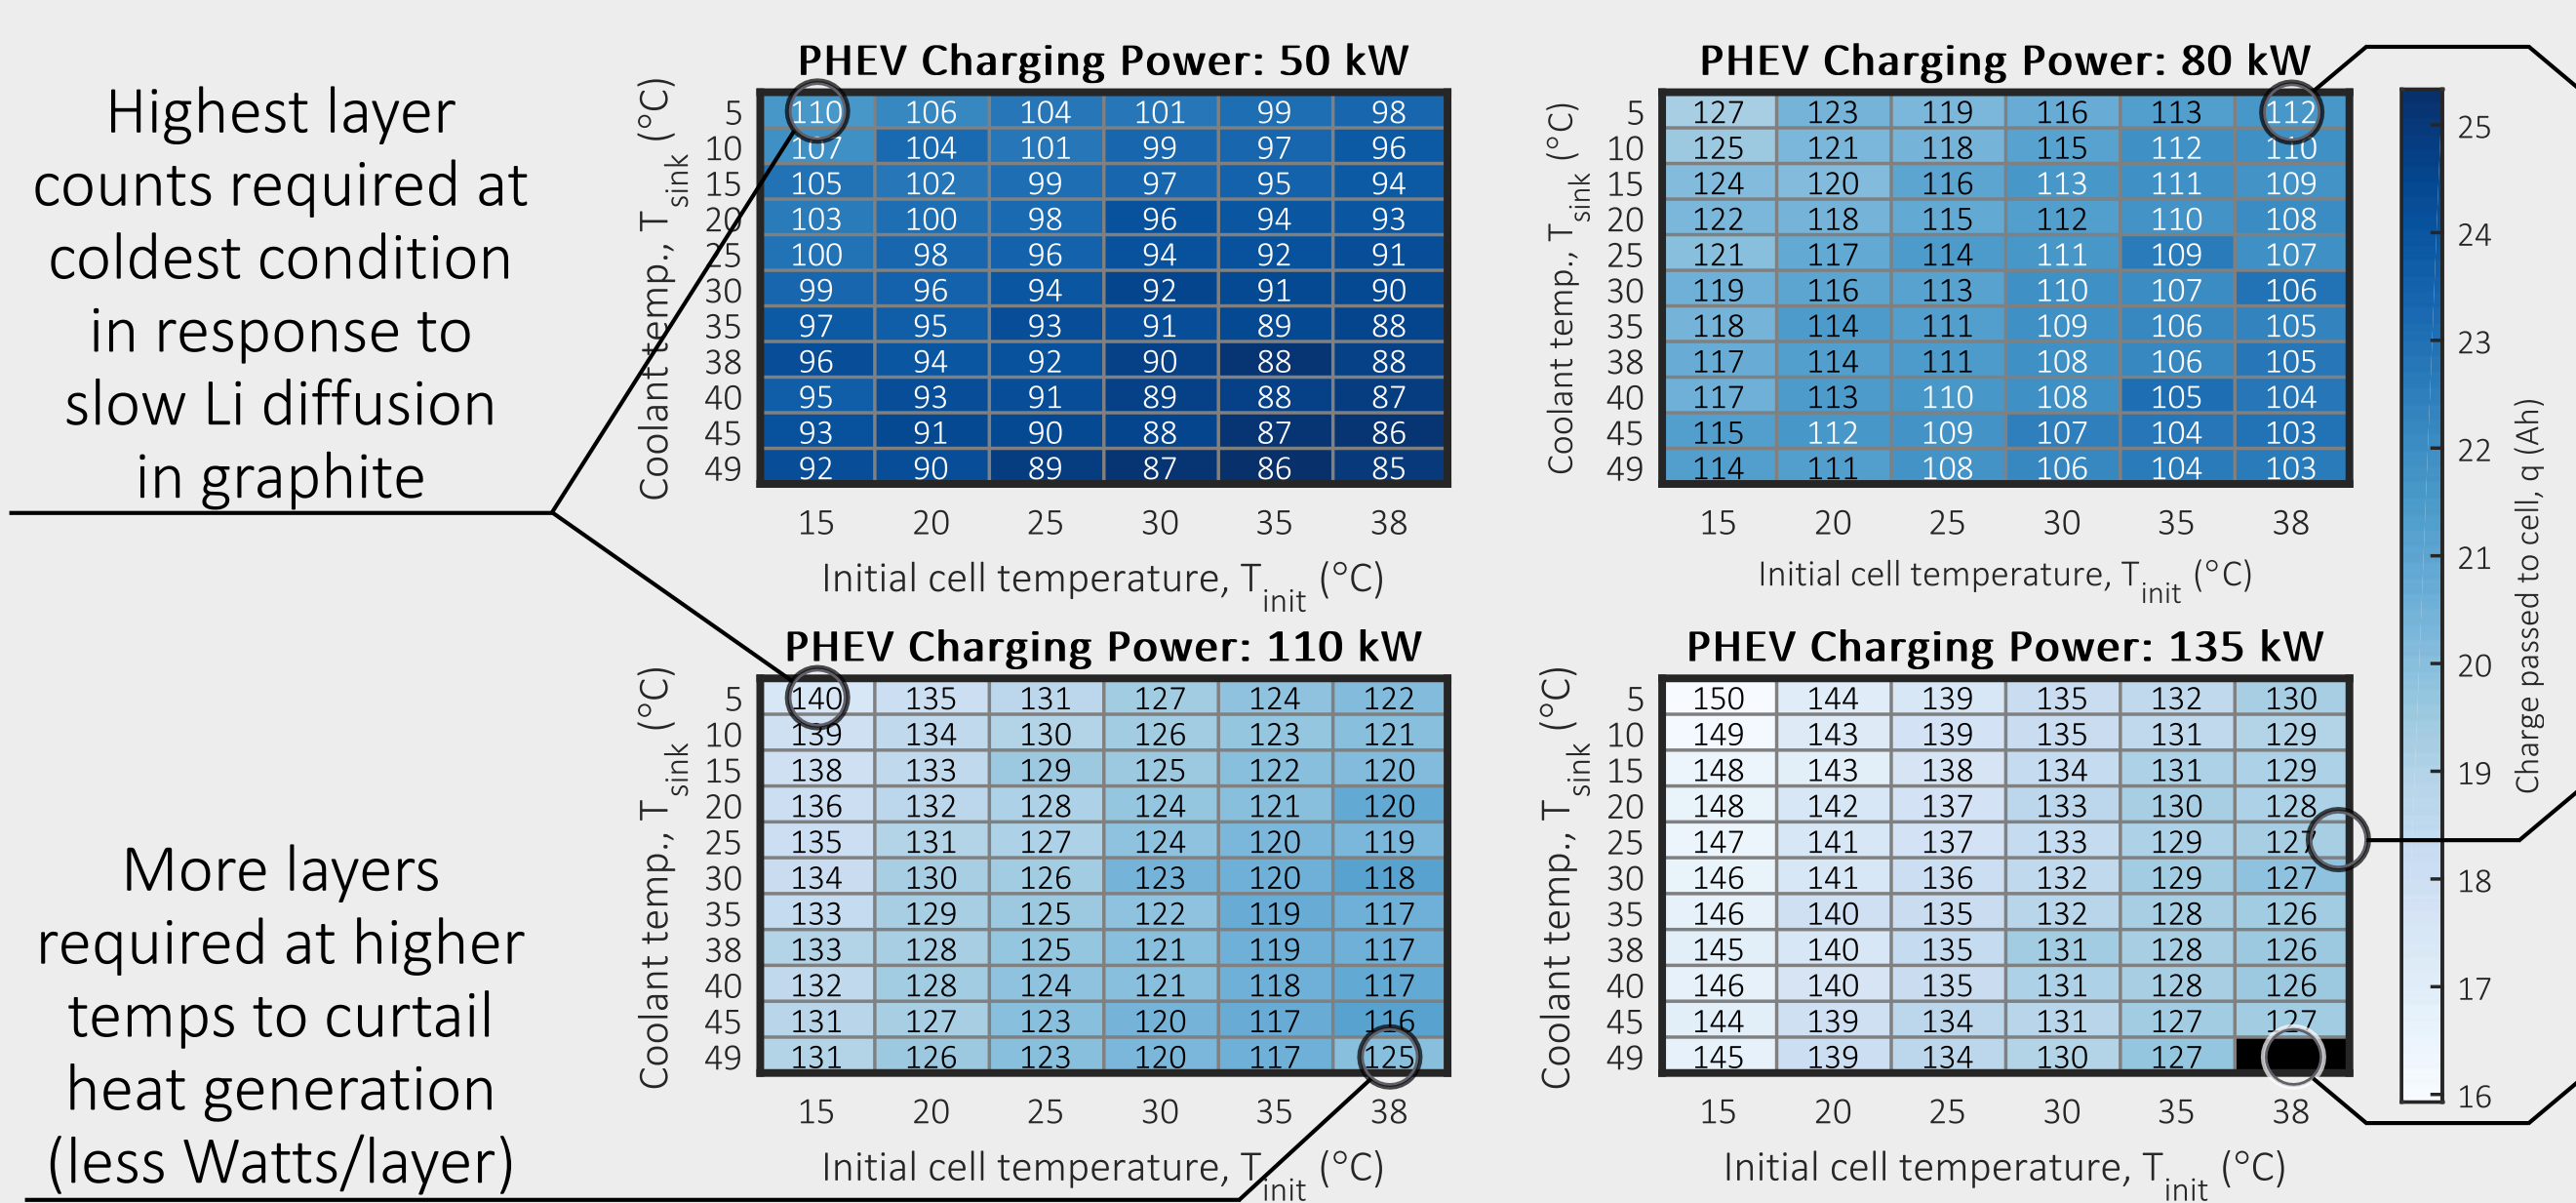 Highest layer
counts required at
coldest condition
in response to
slow Li diffusion
in graphite
More layers
required at higher
temps to curtail
heat generation
(less Watts/layer)
PHEV Charging Power: 50 kW
Coolant temp., T_sink (°C)
5 110 106 104 101 99 98
10 107 104 101 99 97 96
15 105 102 99 97 95 94
20 103 100 98 96 94 93
25 100 98 96 94 92 91
30 99 96 94 92 91 90
35 97 95 93 91 89 88
38 96 94 92 90 88 88
40 95 93 91 89 88 87
45 93 91 90 88 87 86
49 92 90 89 87 86 85
15 20 25 30 35 38
Initial cell temperature, T_init (°C)
PHEV Charging Power: 80 kW
Coolant temp., T_sink (°C)
5 127 123 119 116 113 112
10 125 121 118 115 112 110
15 124 120 116 113 111 109
20 122 118 115 112 110 108
25 121 117 114 111 109 107
30 119 116 113 110 107 106
35 118 114 111 109 106 105
38 117 114 111 108 106 105
40 117 113 110 108 105 104
45 115 112 109 107 104 103
49 114 111 108 106 104 103
15 20 25 30 35 38
Initial cell temperature, T_init (°C)
PHEV Charging Power: 110 kW
Coolant temp., T_sink (°C)
5 140 135 131 127 124 122
10 139 134 130 126 123 121
15 138 133 129 125 122 120
20 136 132 128 124 121 120
25 135 131 127 124 120 119
30 134 130 126 123 120 118
35 133 129 125 122 119 117
38 133 128 125 121 119 117
40 132 128 124 121 118 117
45 131 127 123 120 117 116
49 131 126 123 120 117 125
15 20 25 30 35 38
Initial cell temperature, T_init (°C)
PHEV Charging Power: 135 kW
Coolant temp., T_sink (°C)
5 150 144 139 135 132 130
10 149 143 139 135 131 129
15 148 143 138 134 131 129
20 148 142 137 133 130 128
25 147 141 137 133 129 127
30 146 141 136 132 129 127
35 146 140 135 132 128 126
38 145 140 135 131 128 126
40 146 140 135 131 128 126
45 144 139 134 131 127 127
49 145 139 134 130 127
15 20 25 30 35 38
Initial cell temperature, T_init (°C)
25
24
23
22
21
20
19
18
17
16
Charge passed to cell, q (Ah)